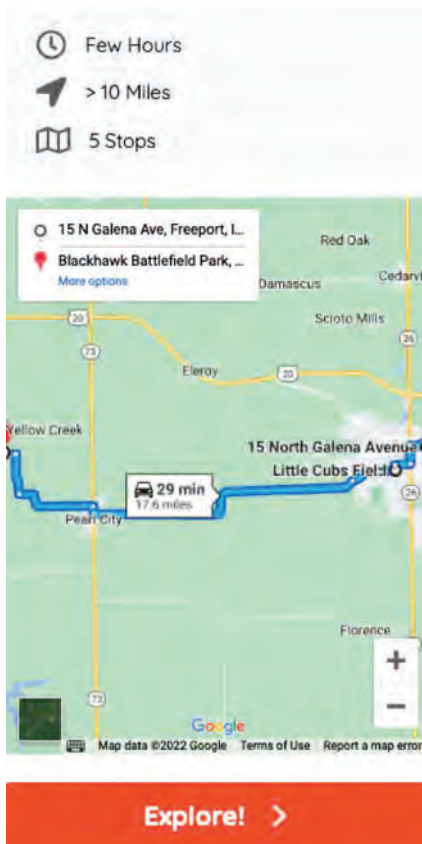 Few Hours
> 10 Miles
5 Stops
15 N Galena Ave, Freeport, I...
Blackhawk Battlefield Park, ...
More options
Red Oak
Damascus
Cedarvi
Scioto Mills
20
26
73
Eleroy
20
Yellow Creek
15 North Galena Avenue
Little Cubs Field
29 min
17.6 miles
26
Pearl City
Florence
+
−
73
Google
Map data ©2022 Google Terms of Use Report a map error
Explore! >